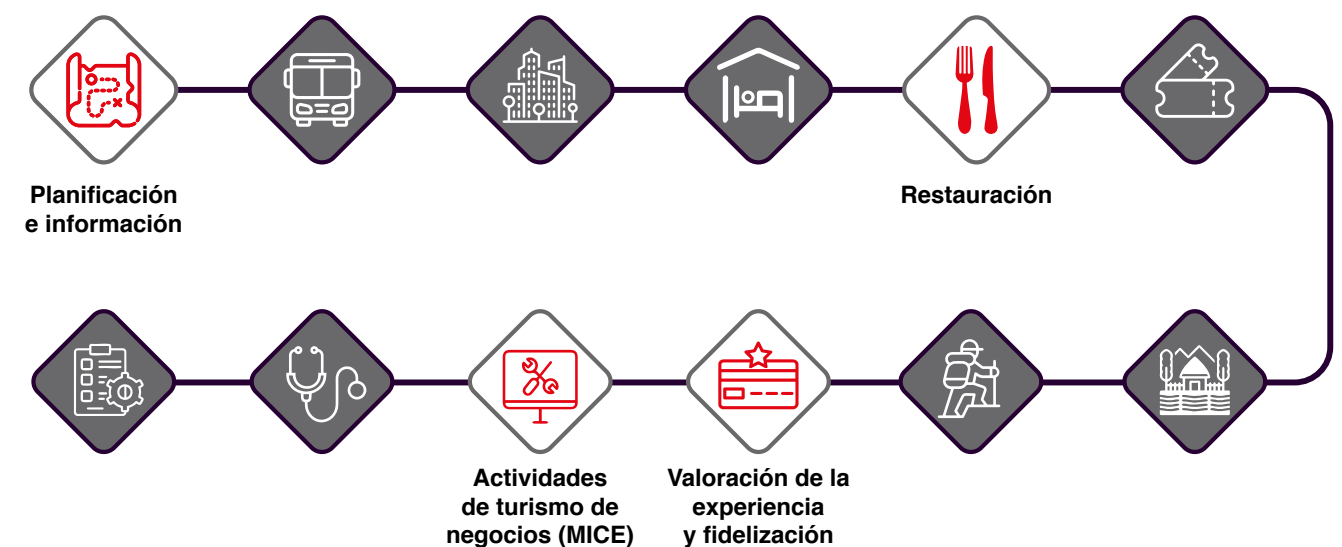 Planificación
e información
Restauración
Actividades
de turismo de
negocios (MICE)
Valoración de la
experiencia
y fidelización